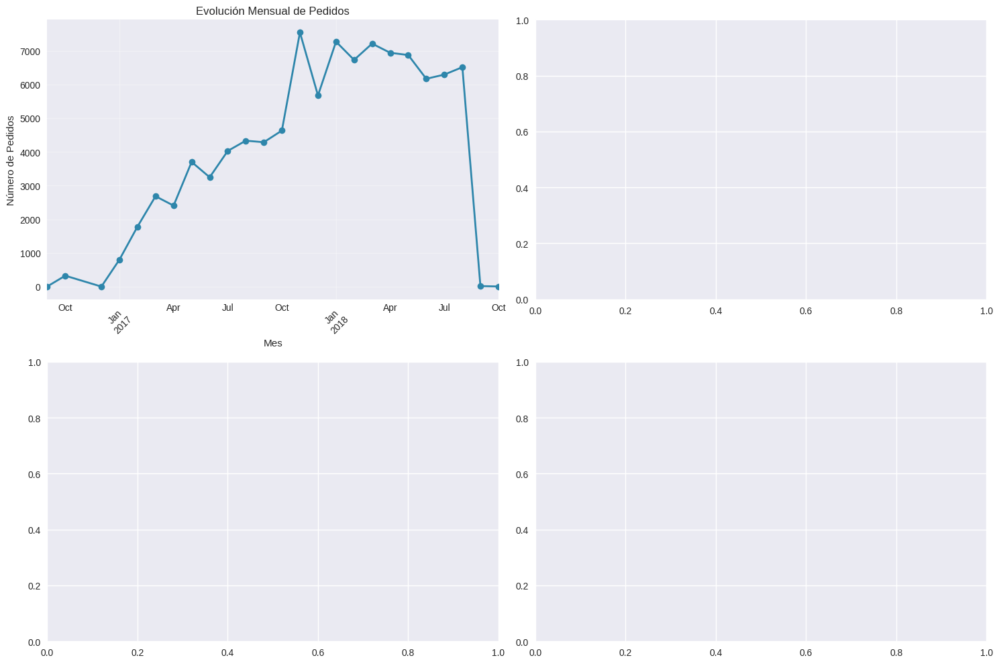 Evolución Mensual de Pedidos
Número de Pedidos
7000
6000
5000
4000
3000
2000
1000
0
Oct
Jan
2017
Apr
Jul
Oct
Jan
2018
Apr
Jul
Oct
Mes
1.0
0.8
0.6
0.4
0.2
0.0
0.0 0.2 0.4 0.6 0.8 1.0
1.0
0.8
0.6
0.4
0.2
0.0
0.0 0.2 0.4 0.6 0.8 1.0
1.0
0.8
0.6
0.4
0.2
0.0
0.0 0.2 0.4 0.6 0.8 1.0